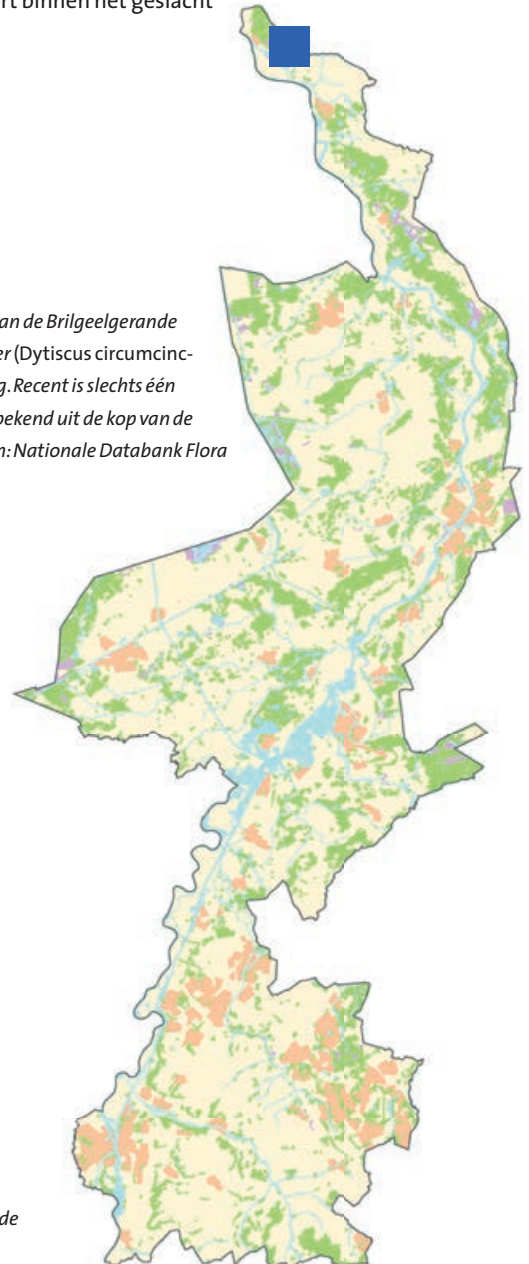 rt binnen het geslacht
an de Brilgeelgerande
er (Dytiscus circumcinc-
g. Recent is slechts één
bekend uit de kop van de
n: Nationale Databank Flora
de